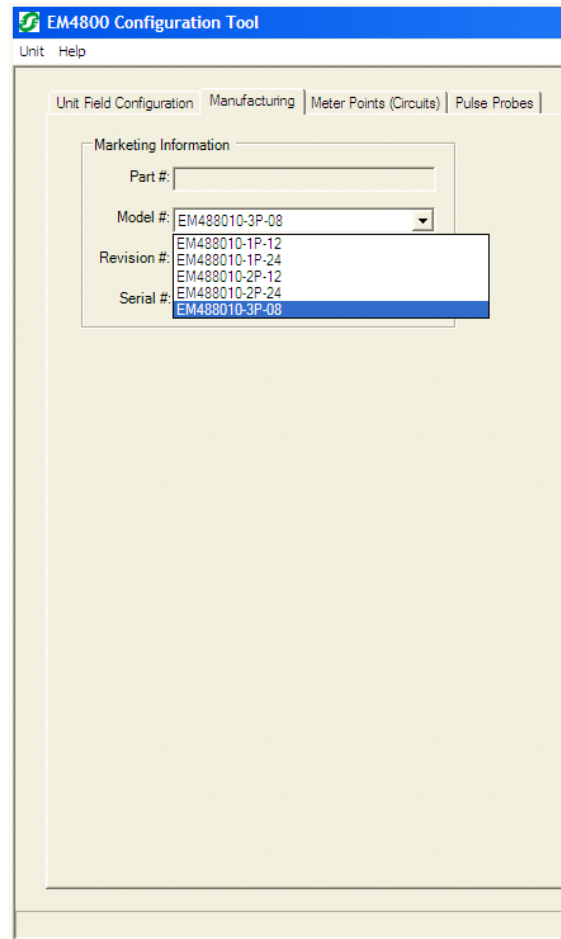 EM4800 Configuration Tool
Unit Help
Unit Field Configuration Manufacturing Meter Points (Circuits) Pulse Probes
Marketing Information
Part #:
Model #: EM488010-3P-08
EM488010-1P-12
Revision #: EM488010-1P-24
EM488010-2P-12
Serial #: EM488010-2P-24
EM488010-3P-08